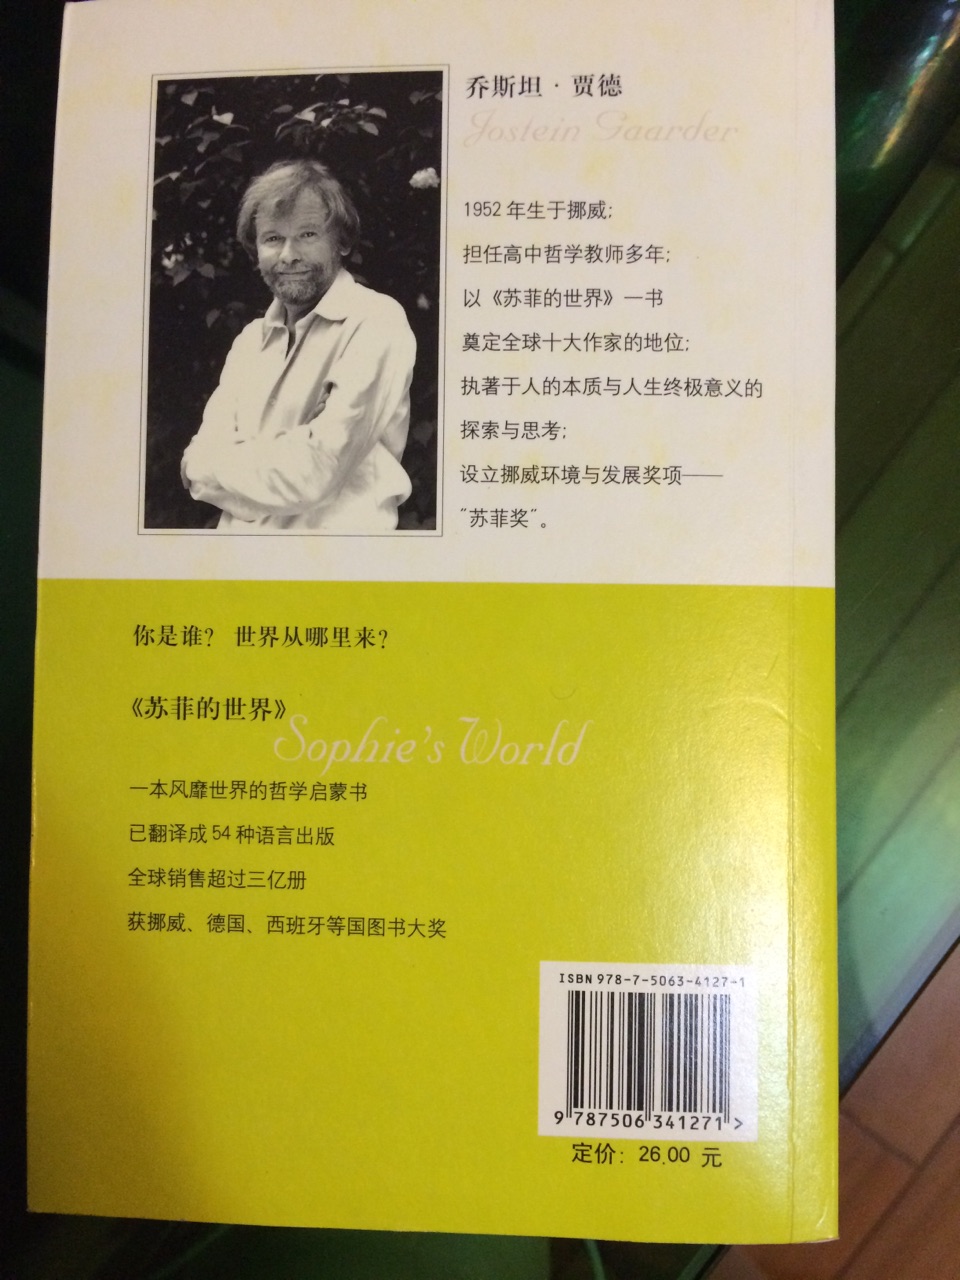 乔斯坦·贾德
Jostein Gaarder
1952 年生于挪威;
担任高中哲学教师多年;
以《苏菲的世界》一书
奠定全球十大作家的地位;
执著于人的本质与人生终极意义的
探索与思考;
设立挪威环境与发展奖项——
"苏菲奖"。
你是谁? 世界从哪里来?
《苏菲的世界》
Sophie's World
一本风靡世界的哲学启蒙书
已翻译成 54 种语言出版
全球销售超过三亿册
获挪威、德国、西班牙等国图书大奖
ISBN 978-7-5063-4127-1
9 787506 341271 >
定价: 26.00 元